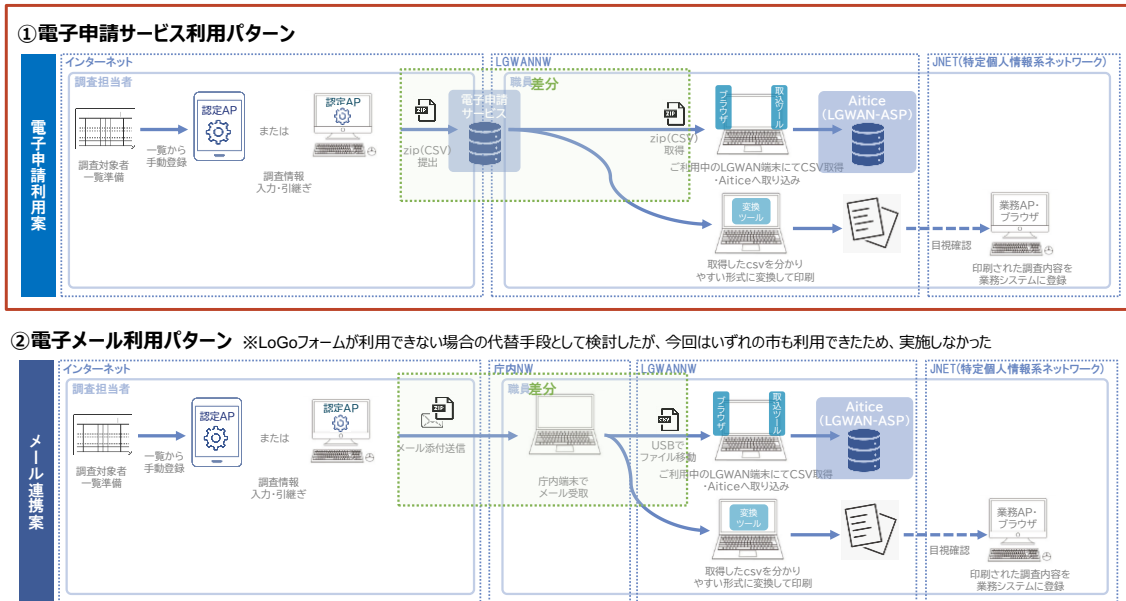 ①電子申請サービス利用パターン
電子申請利用案
インターネット
LGWANNW
JNET(特定個人情報系ネットワーク)
調査担当者
職員
差分
調査対象者
一覧準備
一覧から
手動登録
認定AP
または
認定AP
調査情報
入力・引継ぎ
ZIP
zip(CSV)
提出
電子申請
サービス
ZIP
zip(CSV)
取得
ブラウザ
取込ツール
Aitice
(LGWAN-ASP)
ご利用中のLGWAN端末にてCSV取得
・Aiticeへ取り込み
変換
ツール
取得したcsvを分かり
やすい形式に変換して印刷
目視確認
業務AP・
ブラウザ
印刷された調査内容を
業務システムに登録
②電子メール利用パターン ※LoGoフォームが利用できない場合の代替手段として検討したが、今回はいずれの市も利用できたため、実施しなかった
メール連携案
インターネット
庁内NW
LGWANNW
JNET(特定個人情報系ネットワーク)
調査担当者
職員
差分
調査対象者
一覧準備
一覧から
手動登録
認定AP
または
認定AP
調査情報
入力・引継ぎ
ZIP
メール添付送信
庁内端末で
メール受取
CSV
USBで
ファイル移動
ブラウザ
取込ツール
Aitice
(LGWAN-ASP)
ご利用中のLGWAN端末にてCSV取得
・Aiticeへ取り込み
変換
ツール
取得したcsvを分かり
やすい形式に変換して印刷
目視確認
業務AP・
ブラウザ
印刷された調査内容を
業務システムに登録